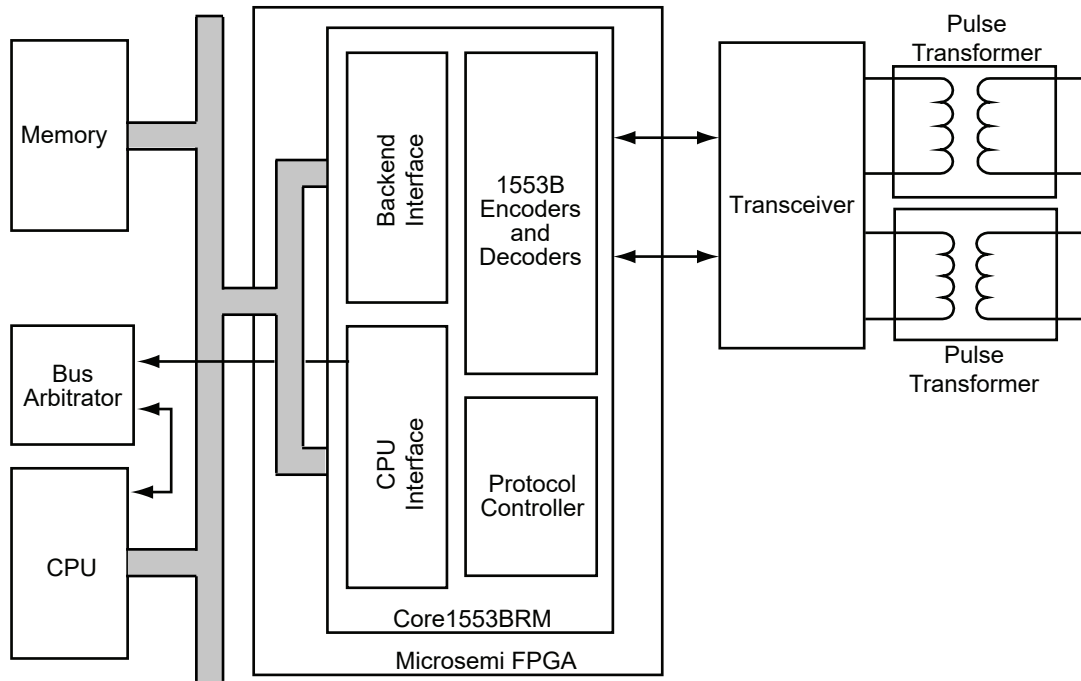 Memory
Bus
Arbitrator
CPU
Backend
Interface
CPU
Interface
1553B
Encoders
and
Decoders
Protocol
Controller
Core1553BRM
Microsemi FPGA
Transceiver
Pulse
Transformer
Pulse
Transformer